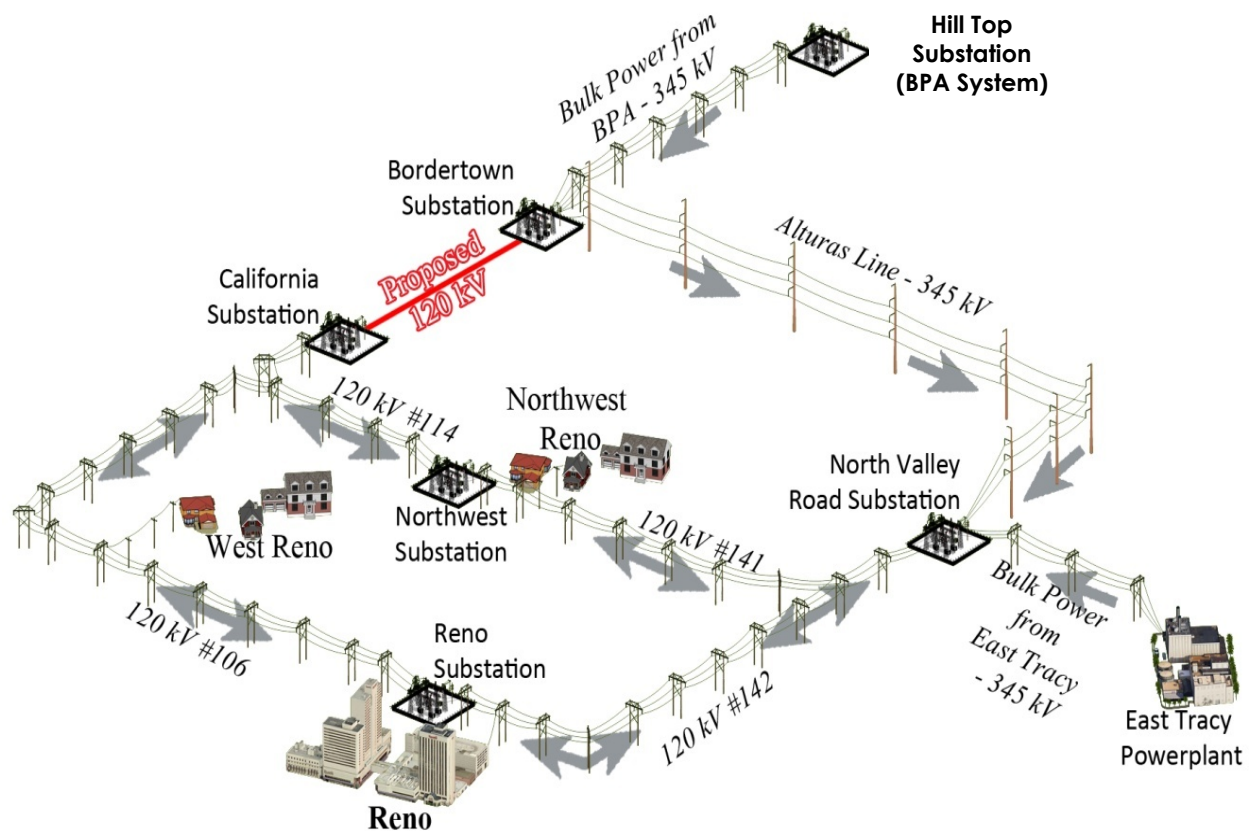 Hill Top
Substation
(BPA System)
Bulk Power from
BPA - 345 kV
Bordertown
Substation
Alturas Line - 345 kV
Proposed
120 kV
California
Substation
120 kV #114
Northwest
Reno
North Valley
Road Substation
West Reno
Northwest
Substation
120 kV #141
Bulk Power
from
East Tracy
- 345 kV
120 kV #106
Reno
Substation
120 kV #142
East Tracy
Powerplant
Reno